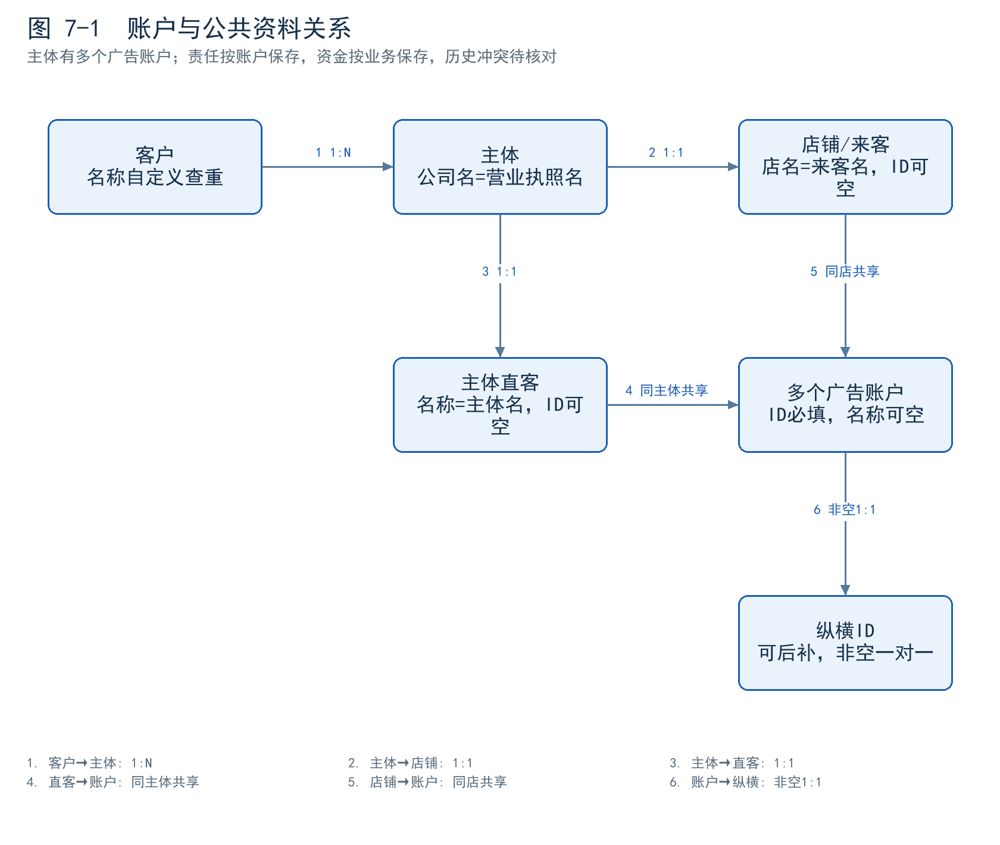 图 7-1 账户与公共资料关系
主体有多个广告账户；责任按账户保存，资金按业务保存，历史冲突待核对
客户
名称自定义查重
1 1:N
主体
公司名=营业执照名
2 1:1
店铺/来客
店名=来客名，ID可
空
3 1:1
5 同店共享
主体直客
名称=主体名，ID可
空
4 同主体共享
多个广告账户
ID必填，名称可空
6 非空1:1
纵横ID
可后补，非空一对一
1. 客户→主体: 1:N
2. 主体→店铺: 1:1
3. 主体→直客: 1:1
4. 直客→账户: 同主体共享
5. 店铺→账户: 同店共享
6. 账户→纵横: 非空1:1